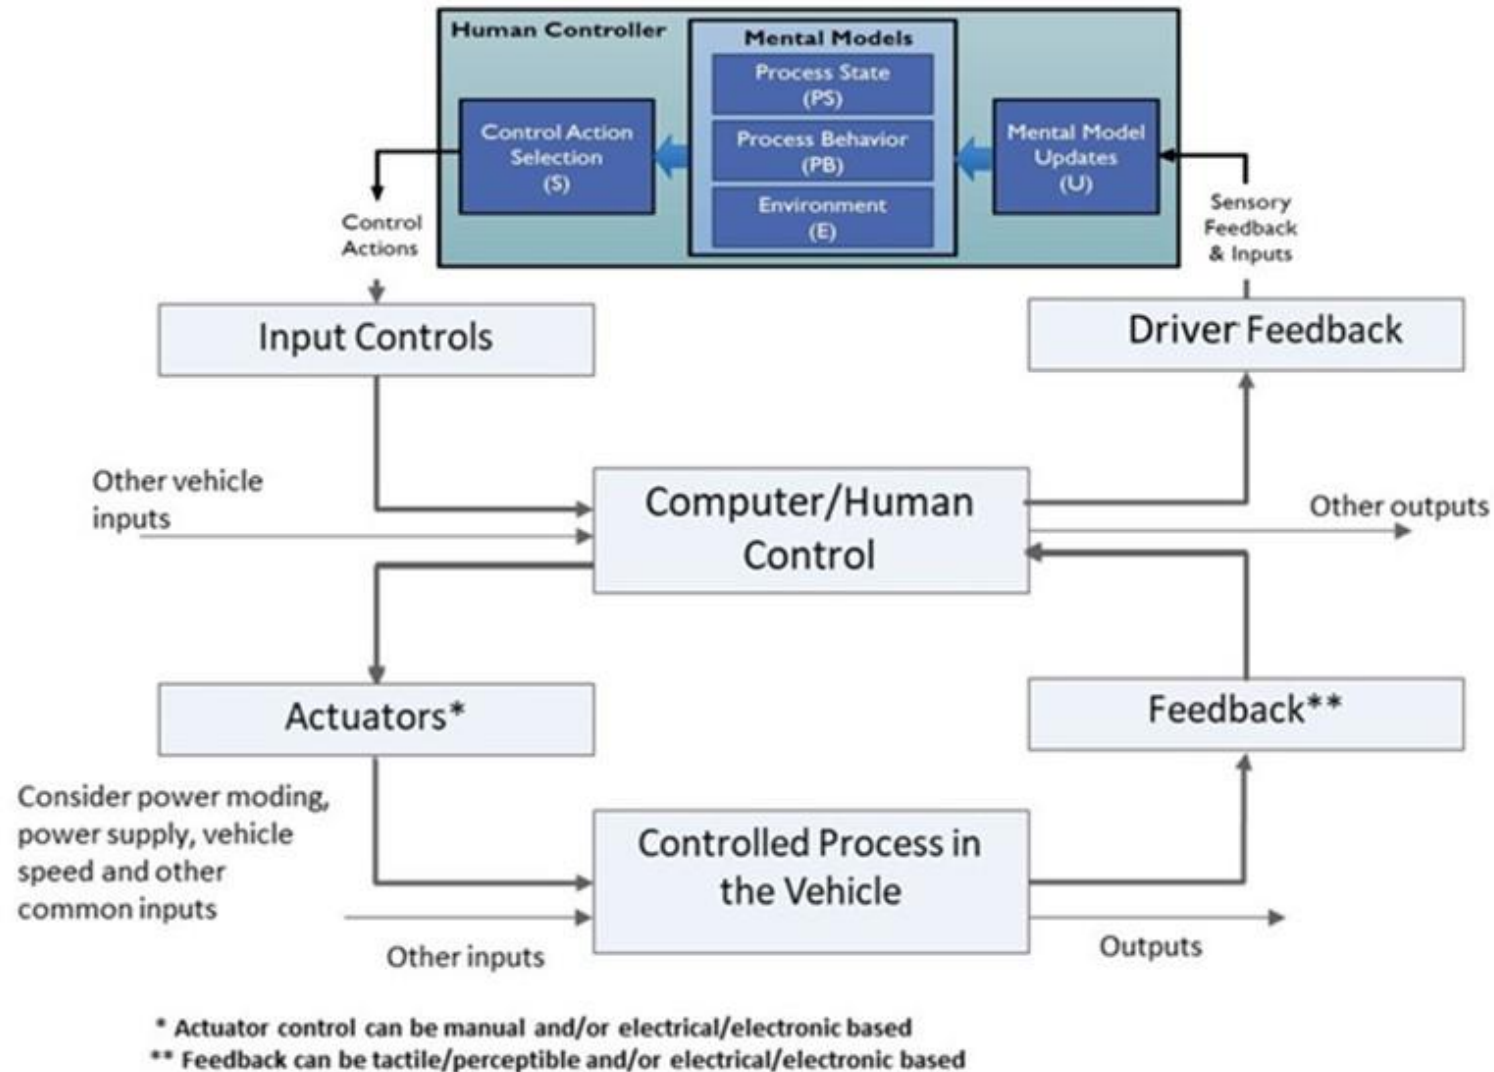 Human Controller
Mental Models
Process State
(PS)
Control Action
Selection
(S)
Process Behavior
(PB)
Mental Model
Updates
(U)
Environment
(E)
Control
Actions
Sensory
Feedback
& Inputs
Input Controls
Driver Feedback
Other vehicle
inputs
Computer/Human
Control
Other outputs
Actuators*
Feedback**
Consider power moding,
power supply, vehicle
speed and other
common inputs
Controlled Process in
the Vehicle
Other inputs
Outputs
* Actuator control can be manual and/or electrical/electronic based
** Feedback can be tactile/perceptible and/or electrical/electronic based